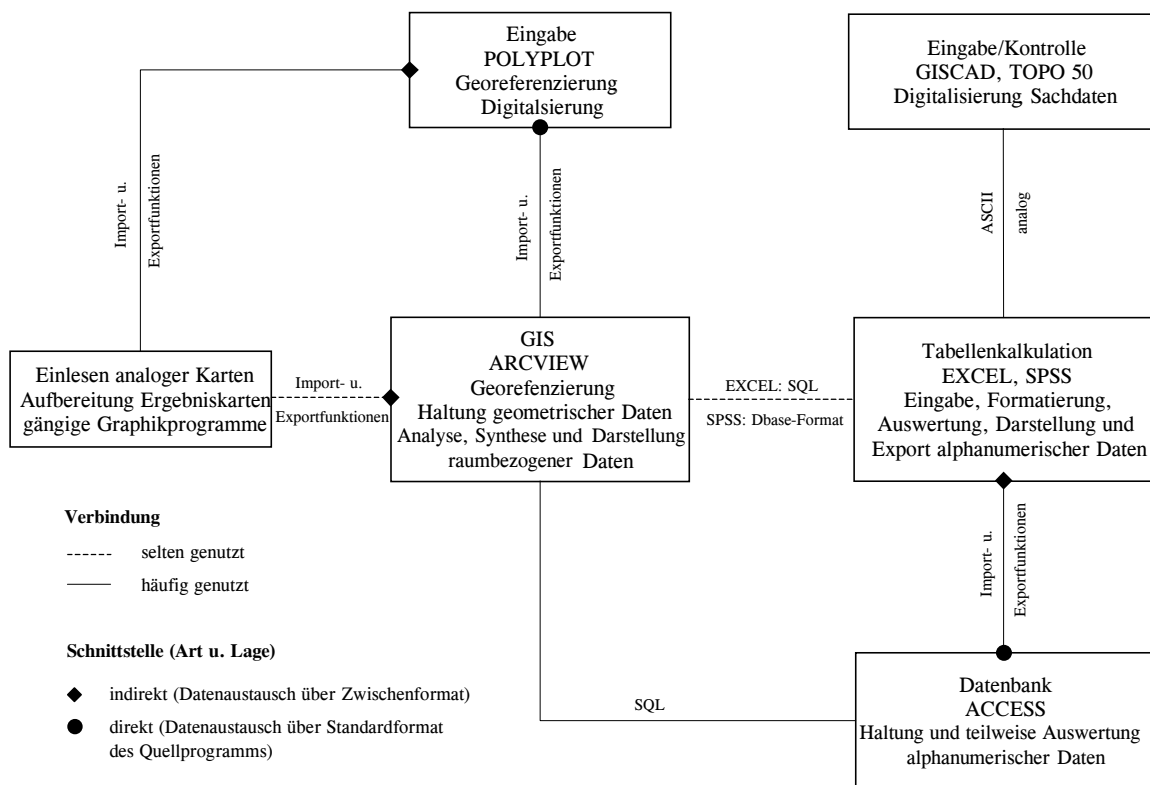 Eingabe
POLYPLOT
Georeferenzierung
Digitalsierung
Eingabe/Kontrolle
GISCAD, TOPO 50
Digitalisierung, Sachdaten
Import- u.
Exportfunktionen
Import- u.
Exportfunktionen
ASCII
analog
Einlesen analoger Karten
Aufbereitung Ergebniskarten
gängige Graphikprogramme
Import- u.
Exportfunktionen
GIS
ARCVIEW
Georefenzierung
Haltung geometrischer Daten
Analyse, Synthese und Darstellung
raumbezogener Daten
EXCEL: SQL
SPSS: Dbase-Format
Tabellenkalkulation
EXCEL, SPSS
Eingabe, Formatierung,
Auswertung, Darstellung und
Export alphanumerischer Daten
Import- u.
Exportfunktionen
Verbindung
selten genutzt
häufig genutzt
Schnittstelle (Art u. Lage)
indirekt (Datenaustausch über Zwischenformat)
direkt (Datenaustausch über Standardformat
des Quellprogramms)
SQL
Datenbank
ACCESS
Haltung und teilweise Auswertung
alphanumerischer Daten